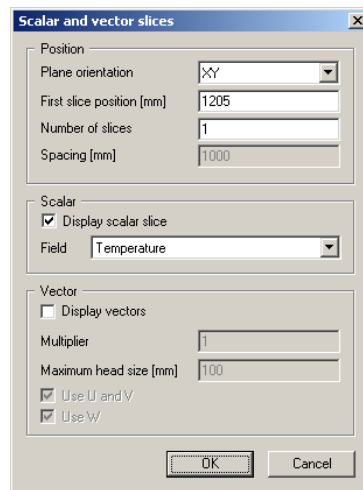 Scalar and vector slices
Position
Plane orientation XY
First slice position [mm] 1205
Number of slices 1
Spacing [mm] 1000
Scalar
Display scalar slice
Field Temperature
Vector
Display vectors
Multiplier 1
Maximum head size [mm] 100
Use U and V
Use W
OK Cancel